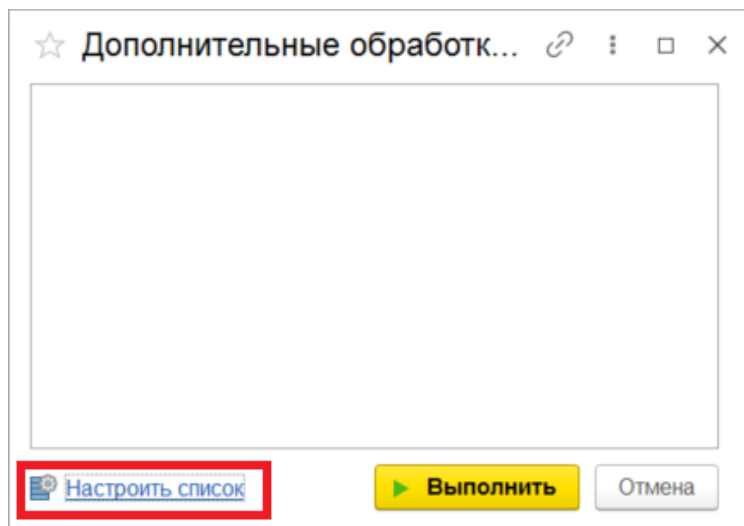 Дополнительные обработк...
Настроить список
Выполнить
Отмена